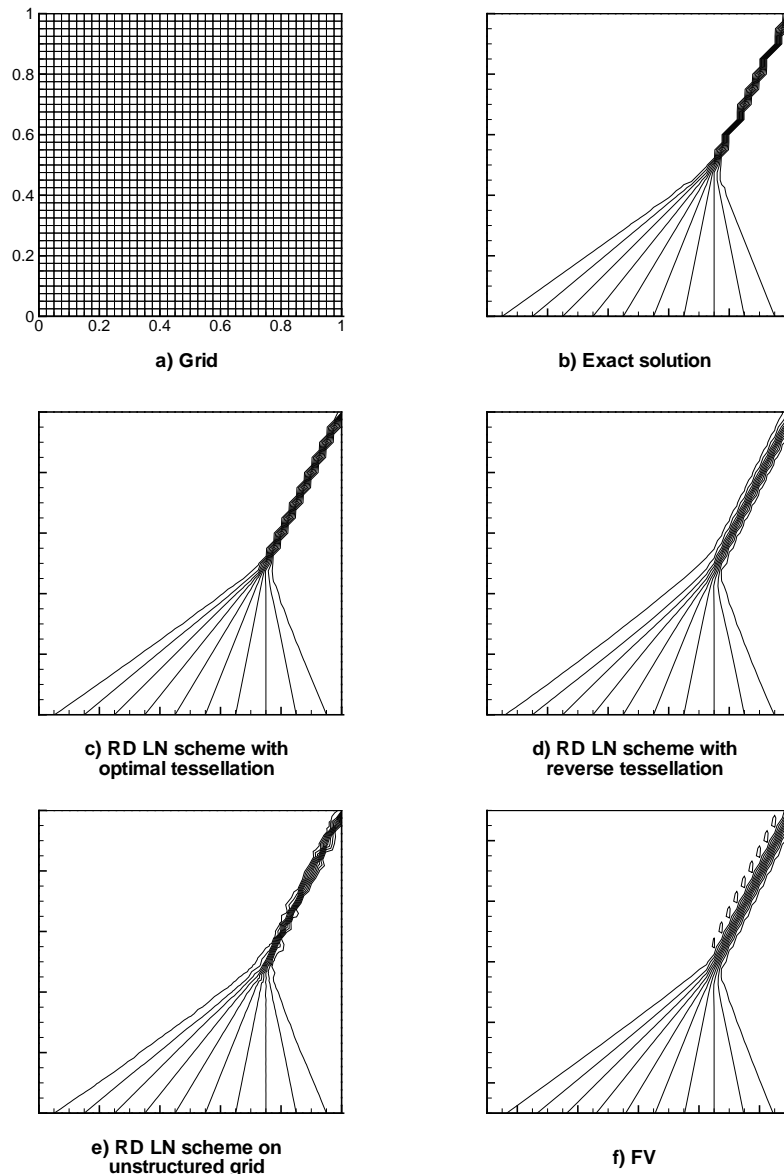 1
0.8
0.6
0.4
0.2
0
0 0.2 0.4 0.6 0.8 1
a) Grid
b) Exact solution
c) RD LN scheme with
optimal tessellation
d) RD LN scheme with
reverse tessellation
e) RD LN scheme on
unstructured grid
f) FV